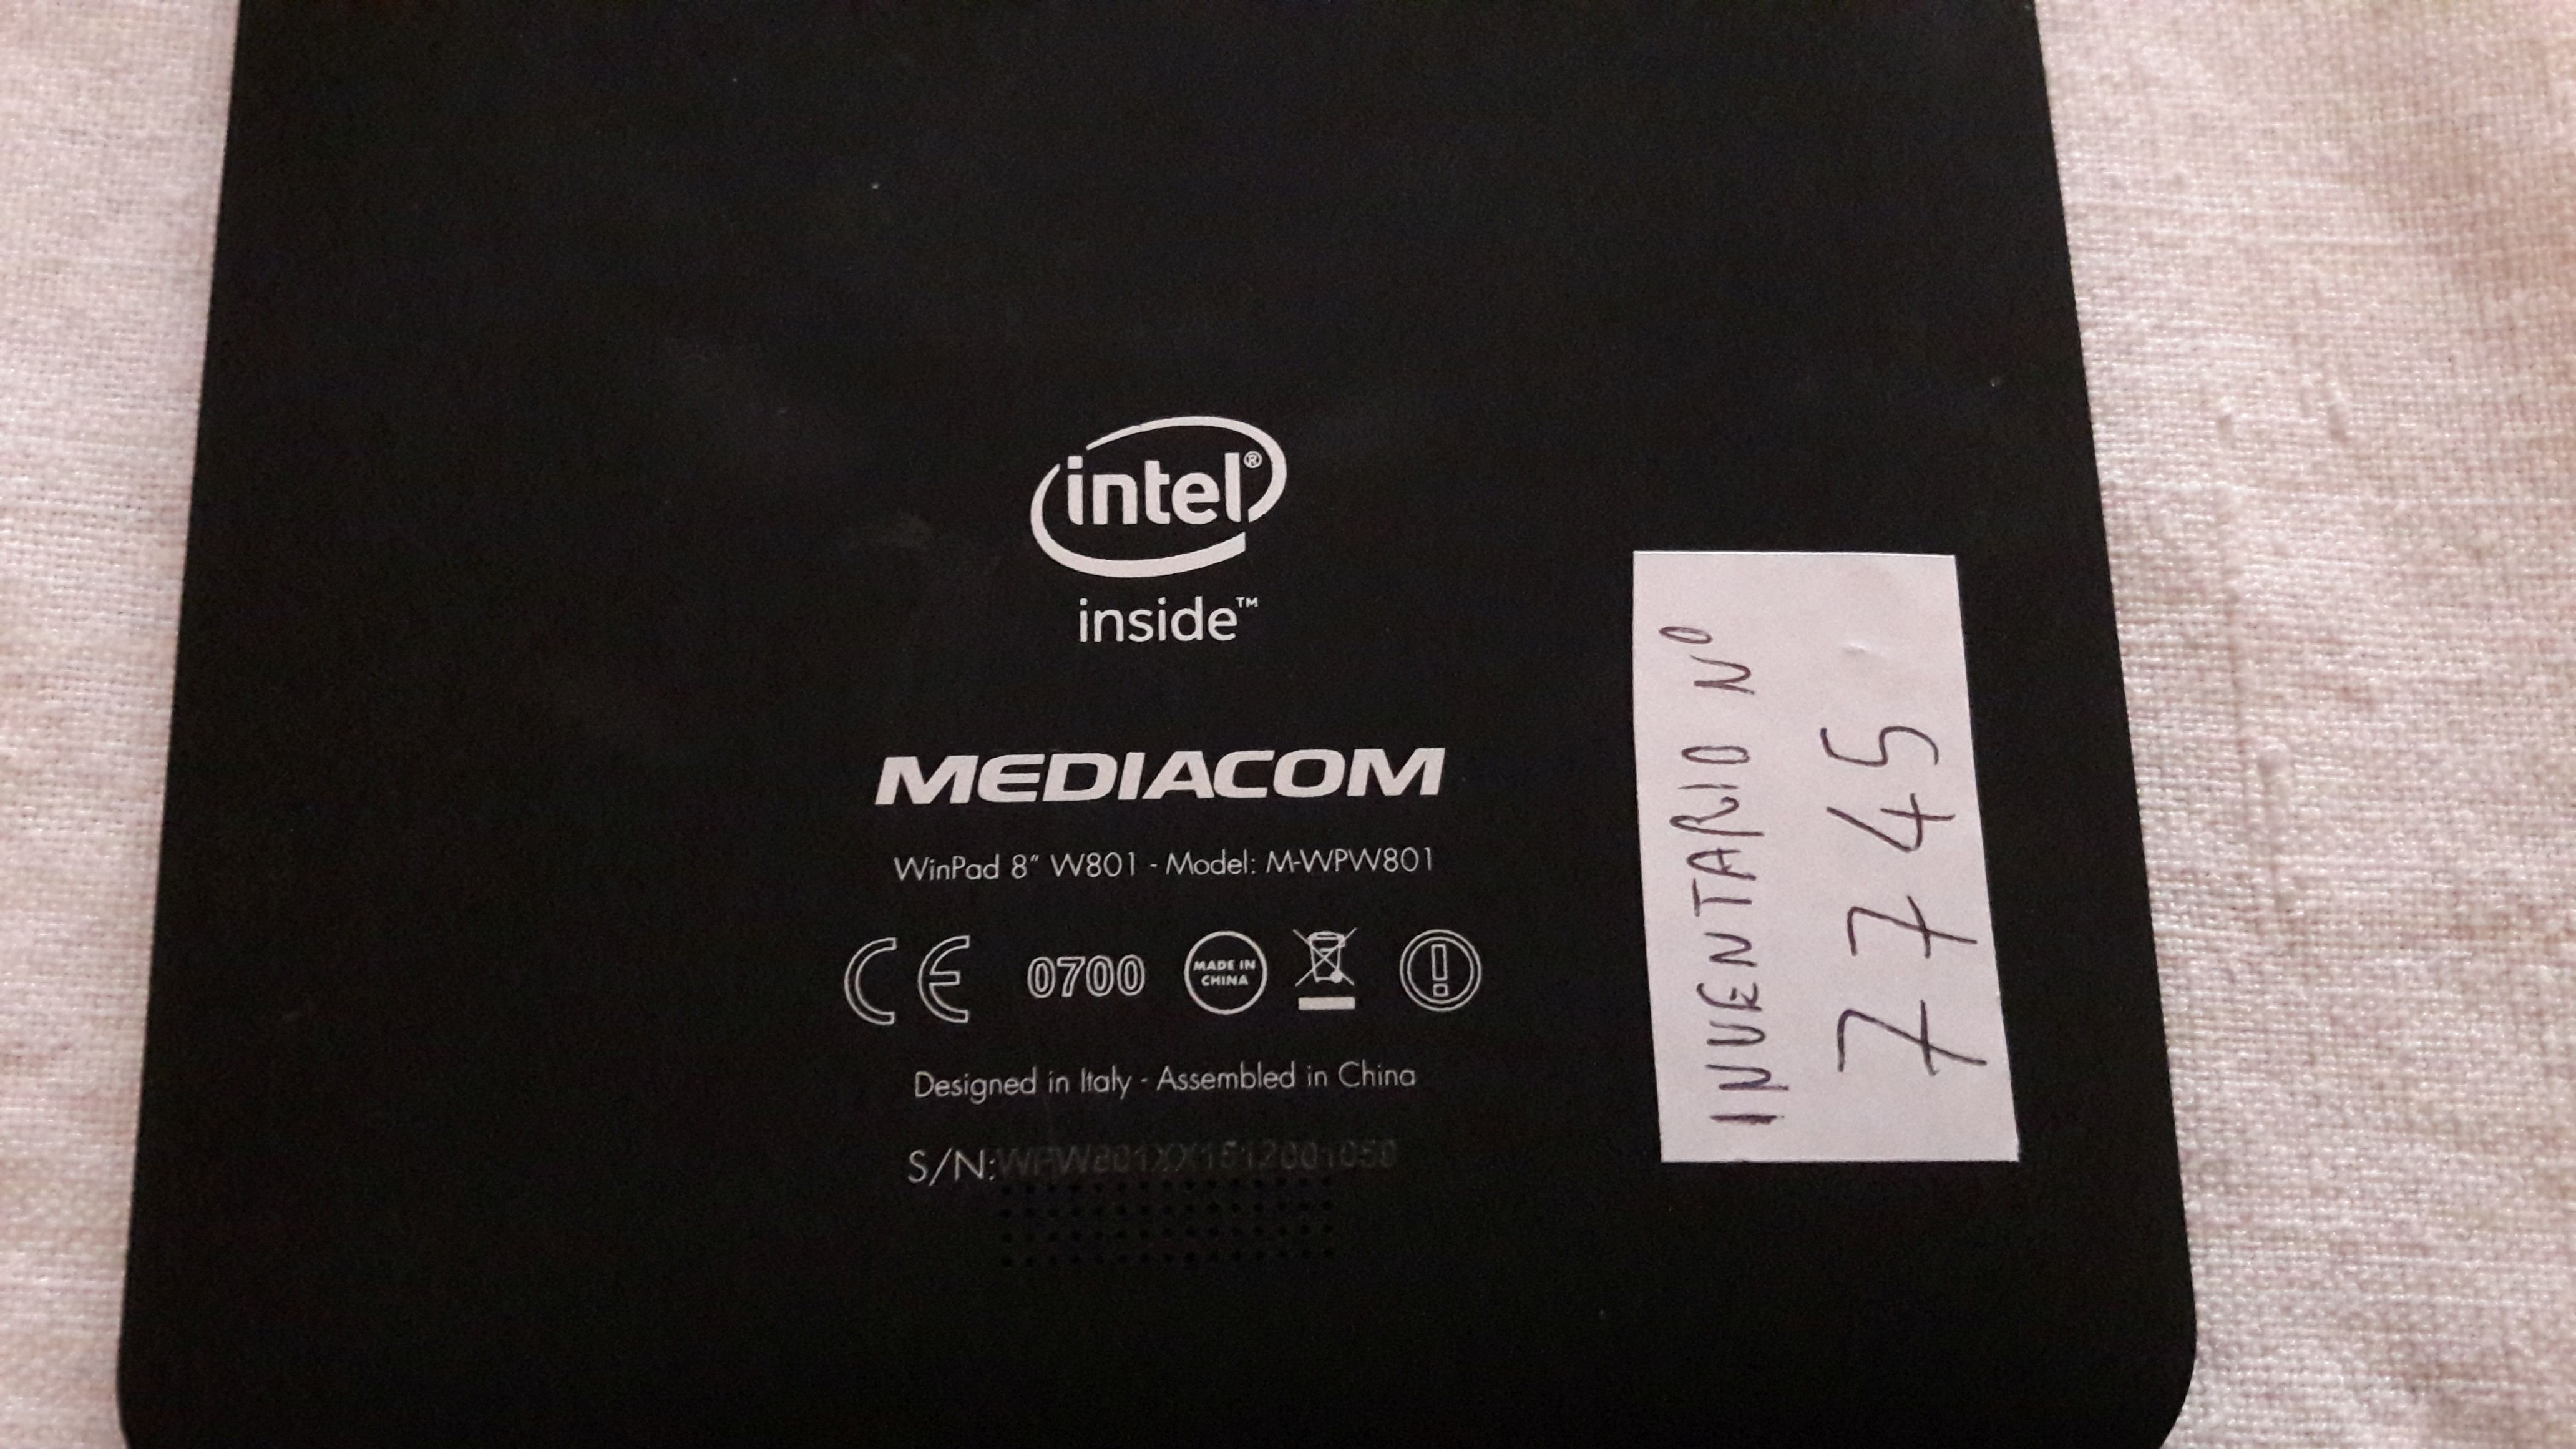 intel®
inside™
MEDIACOM
WinPad 8" W801 - Model: M-WPW801
CE 0700 MADE IN CHINA
Designed in Italy - Assembled in China
S/N:
INVENTARIO N°
7745